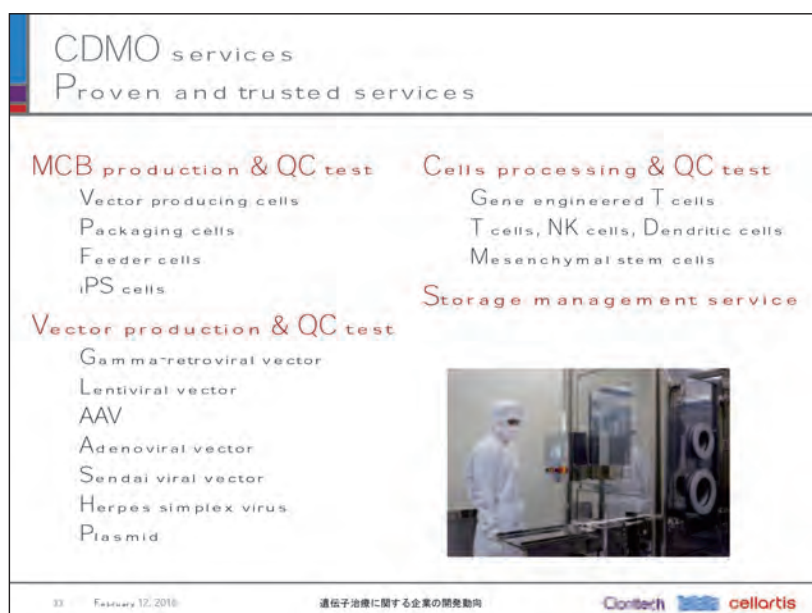 CDMO services
Proven and trusted services
MCB production & QC test
Vector producing cells
Packaging cells
Feeder cells
iPS cells
Vector production & QC test
Gamma-retroviral vector
Lentiviral vector
AAV
Adenoviral vector
Sendai viral vector
Herpes simplex virus
Plasmid
Cells processing & QC test
Gene engineered T cells
T cells, NK cells, Dendritic cells
Mesenchymal stem cells
Storage management service
33 February 12, 2016 遺伝子治療に関する企業の開発動向 Clontech cellartis